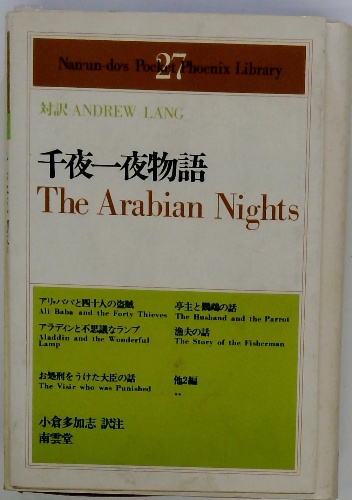 Nan-un-do's Pocket Phoenix Library
27
対訳 ANDREW LANG
千夜一夜物語
The Arabian Nights
アリ・ババと四十人の盗賊
Ali Baba and the Forty Thieves
アラディンと不思議なランプ
Aladdin and the Wonderful
Lamp
お処刑をうけた大臣の話
The Visir who was Punished
亭主と鸚鵡の話
The Husband and the Parrot
漁夫の話
The Story of the Fisherman
他2編
小倉多加志 訳注
南雲堂